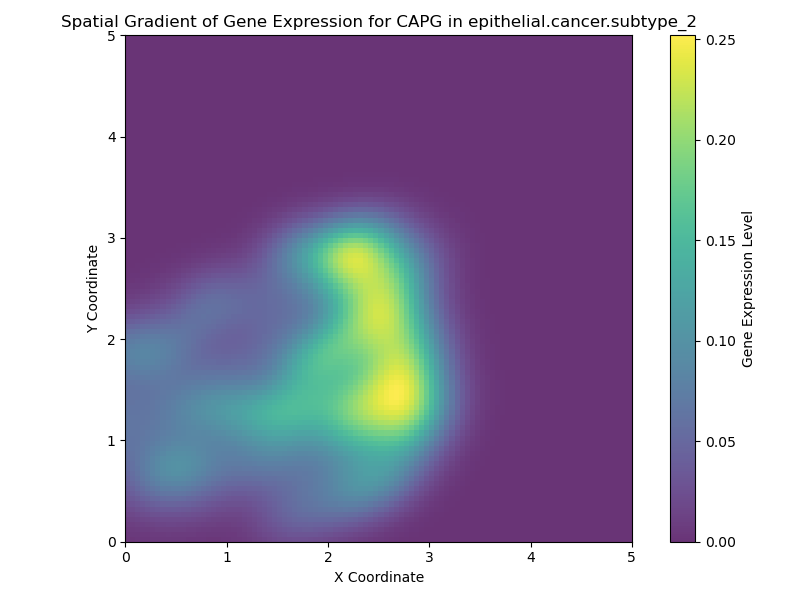 Spatial Gradient of Gene Expression for CAPG in epithelial.cancer.subtype_2
5
4
3
2
1
0
Y Coordinate
0 1 2 3 4 5
X Coordinate
0.25
0.20
0.15
0.10
0.05
0.00
Gene Expression Level